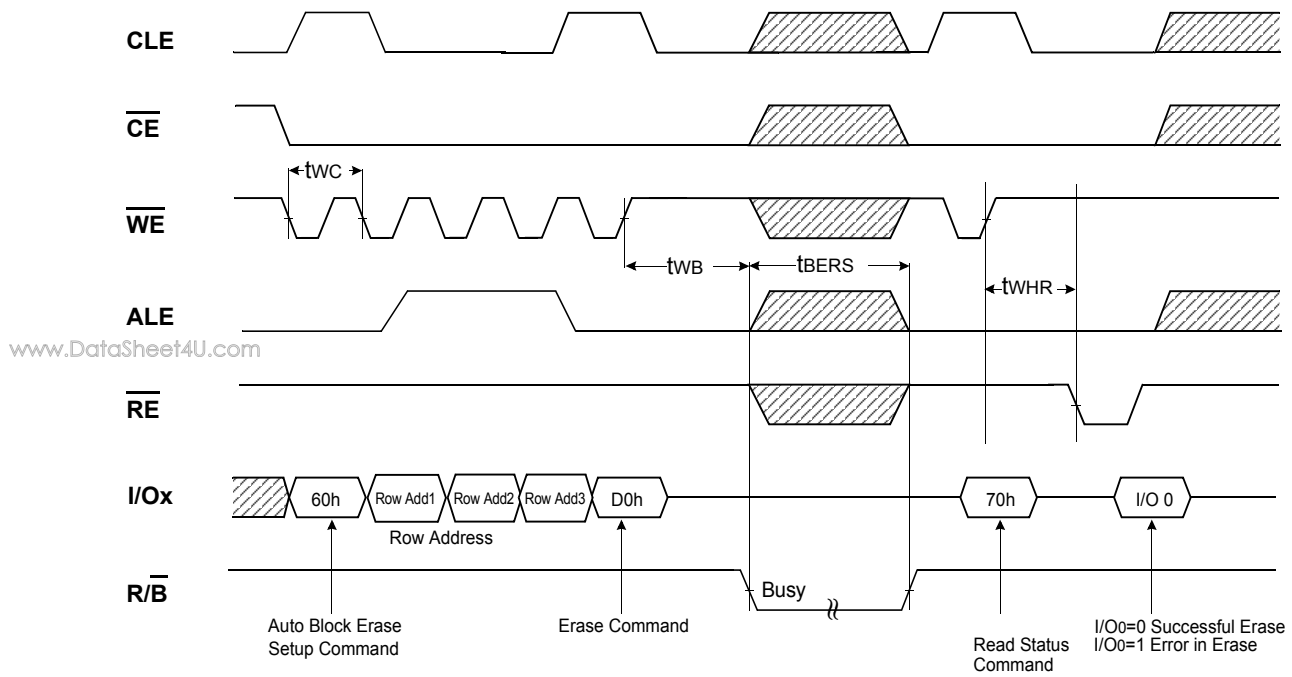 CLE
CE
tWC
WE
tWB
tBERS
tWHR
ALE
www.DataSheet4U.com
RE
I/Ox
60h
Row Add1
Row Add2
Row Add3
D0h
70h
I/O 0
Row Address
R/B
Busy
Auto Block Erase
Setup Command
Erase Command
Read Status
Command
I/O0=0 Successful Erase
I/O0=1 Error in Erase